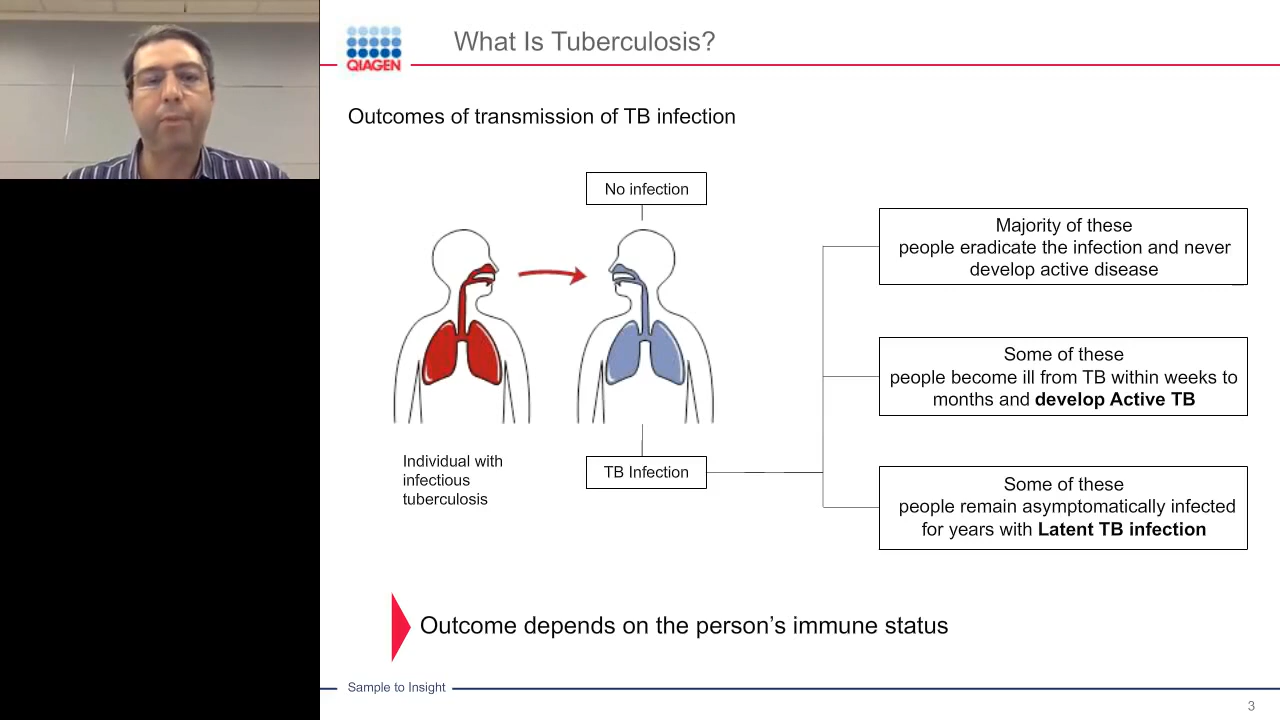 QIAGEN
What Is Tuberculosis?
Outcomes of transmission of TB infection
No infection
Individual with
infectious
tuberculosis
TB Infection
Majority of these
people eradicate the infection and never
develop active disease
Some of these
people become ill from TB within weeks to
months and develop Active TB
Some of these
people remain asymptomatically infected
for years with Latent TB infection
Outcome depends on the person’s immune status
Sample to Insight
3